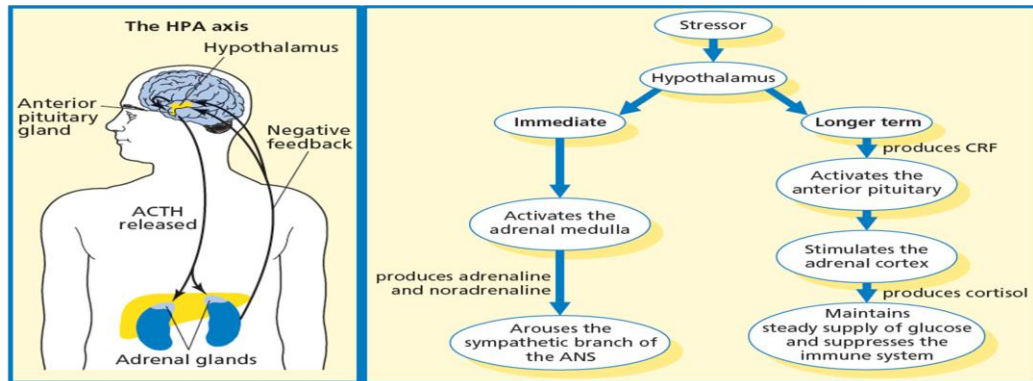 The HPA axis
Hypothalamus
Anterior
pituitary
gland
Negative
feedback
ACTH
released
Adrenal glands
Stressor
Hypothalamus
Immediate
Longer term
produces CRF
Activates the
adrenal medulla
Activates the
anterior pituitary
produces adrenaline
and noradrenaline
Stimulates the
adrenal cortex
produces cortisol
Arouses the
sympathetic branch of
the ANS
Maintains
steady supply of glucose
and suppresses the
immune system